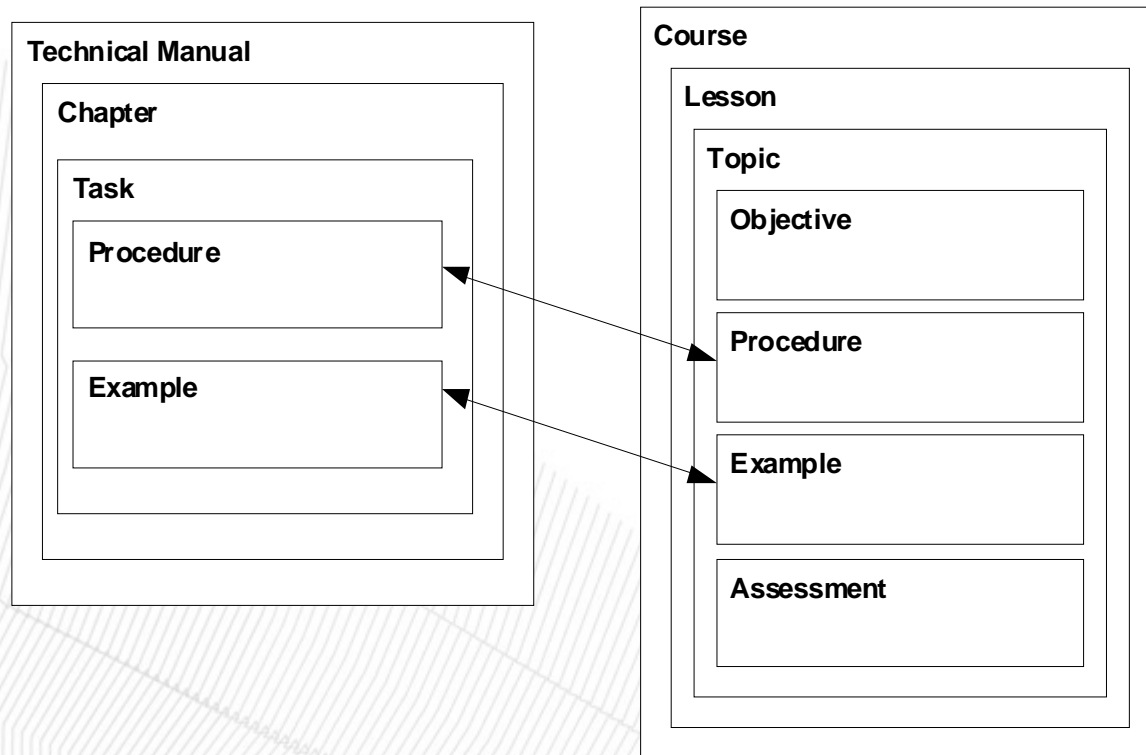 Technical Manual
Chapter
Task
Procedure
Example
Course
Lesson
Topic
Objective
Procedure
Example
Assessment